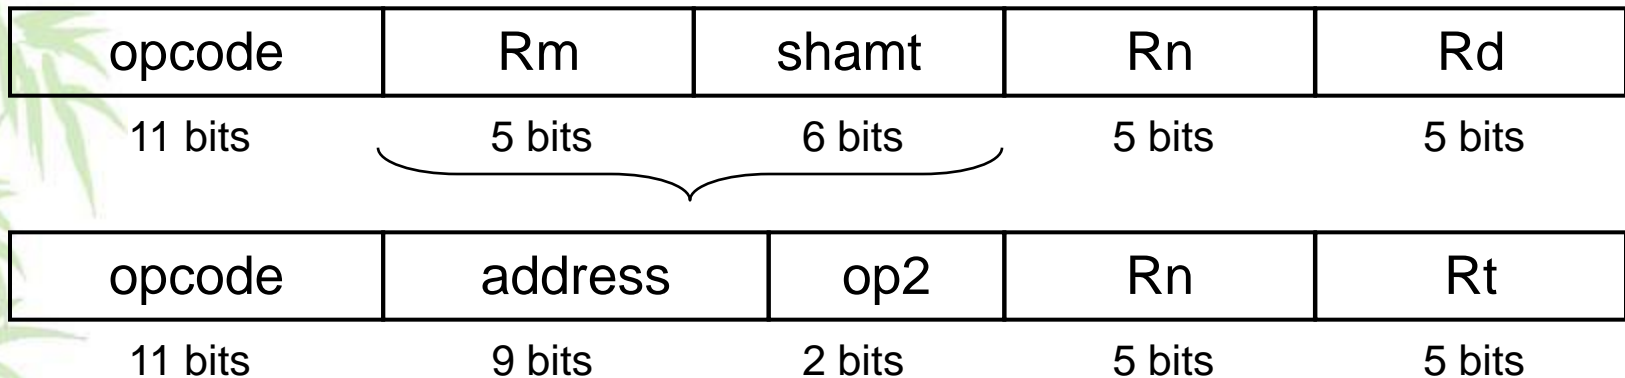 opcode Rm shamt Rn Rd
11 bits 5 bits 6 bits 5 bits 5 bits
opcode address op2 Rn Rt
11 bits 9 bits 2 bits 5 bits 5 bits